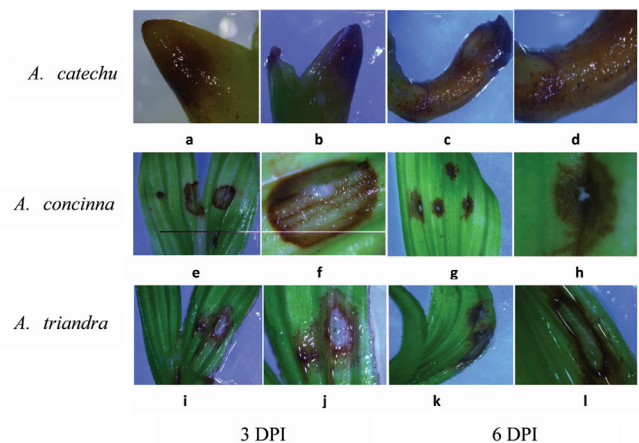 A. catechu
a b c d
A. concinna
e f g h
A. triandra
i j k l
3 DPI 6 DPI